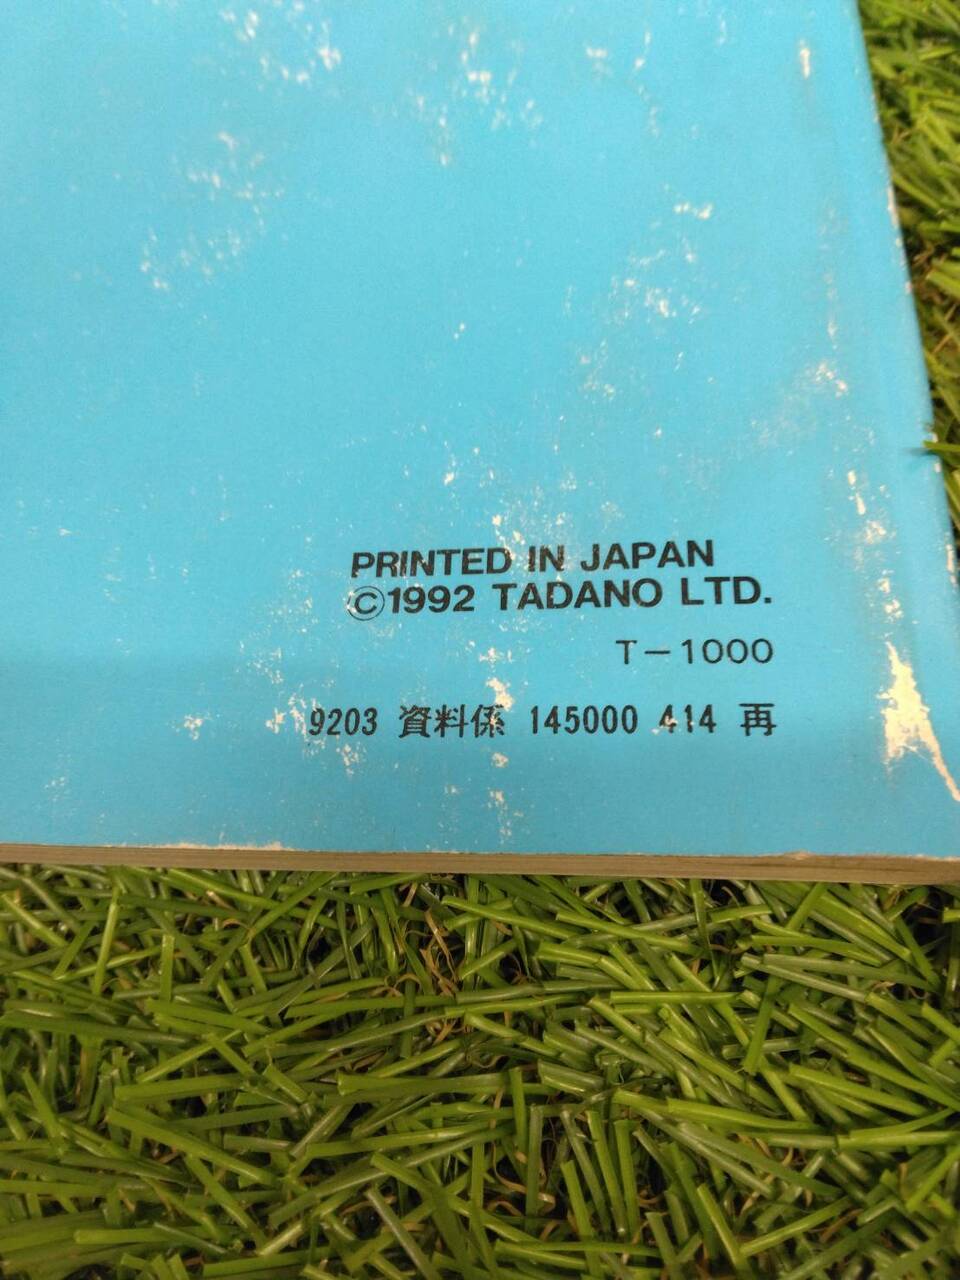 PRINTED IN JAPAN
©1992 TADANO LTD.
T-1000
9203 資料係 145000 414 再